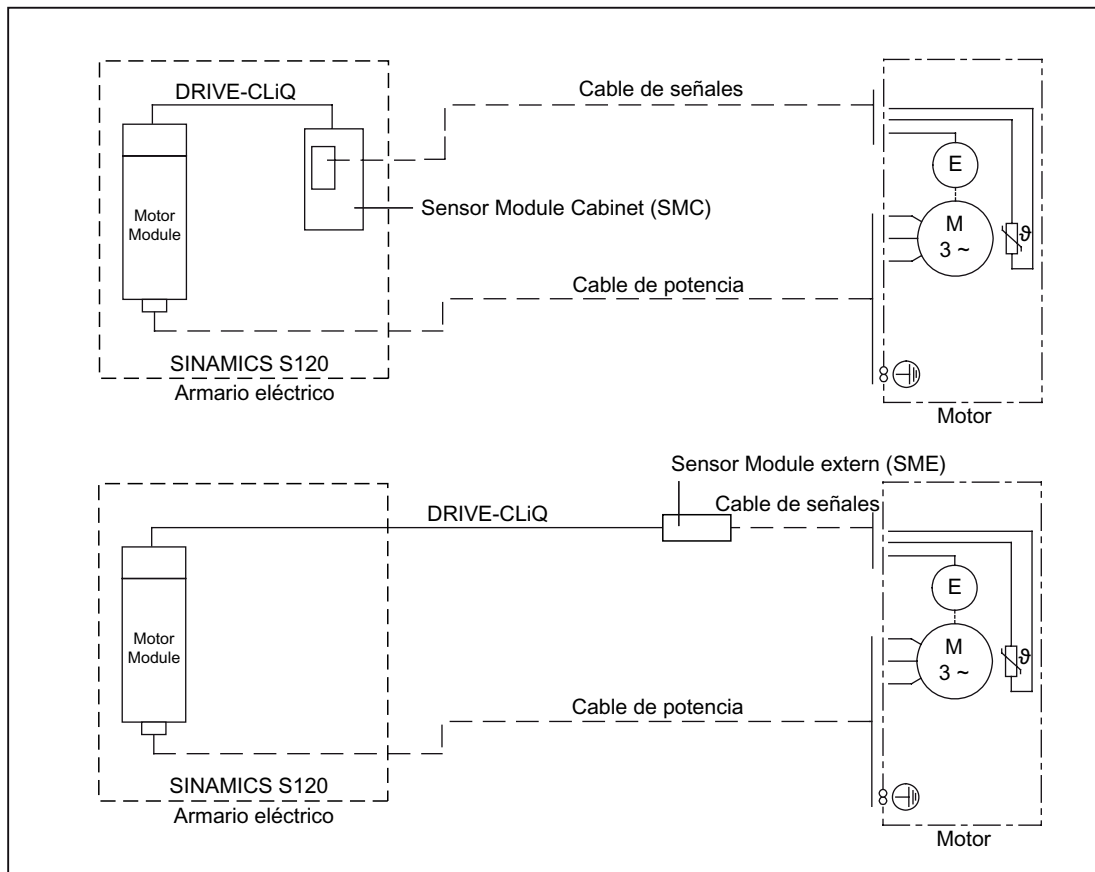 DRIVE-CLiQ
Cable de señales
Motor
Module
Sensor Module Cabinet (SMC)
E
M
3 ~
ϑ
Cable de potencia
SINAMICS S120
Armario eléctrico
Motor
Sensor Module extern (SME)
DRIVE-CLiQ
Cable de señales
Motor
Module
E
M
3 ~
ϑ
Cable de potencia
SINAMICS S120
Armario eléctrico
Motor